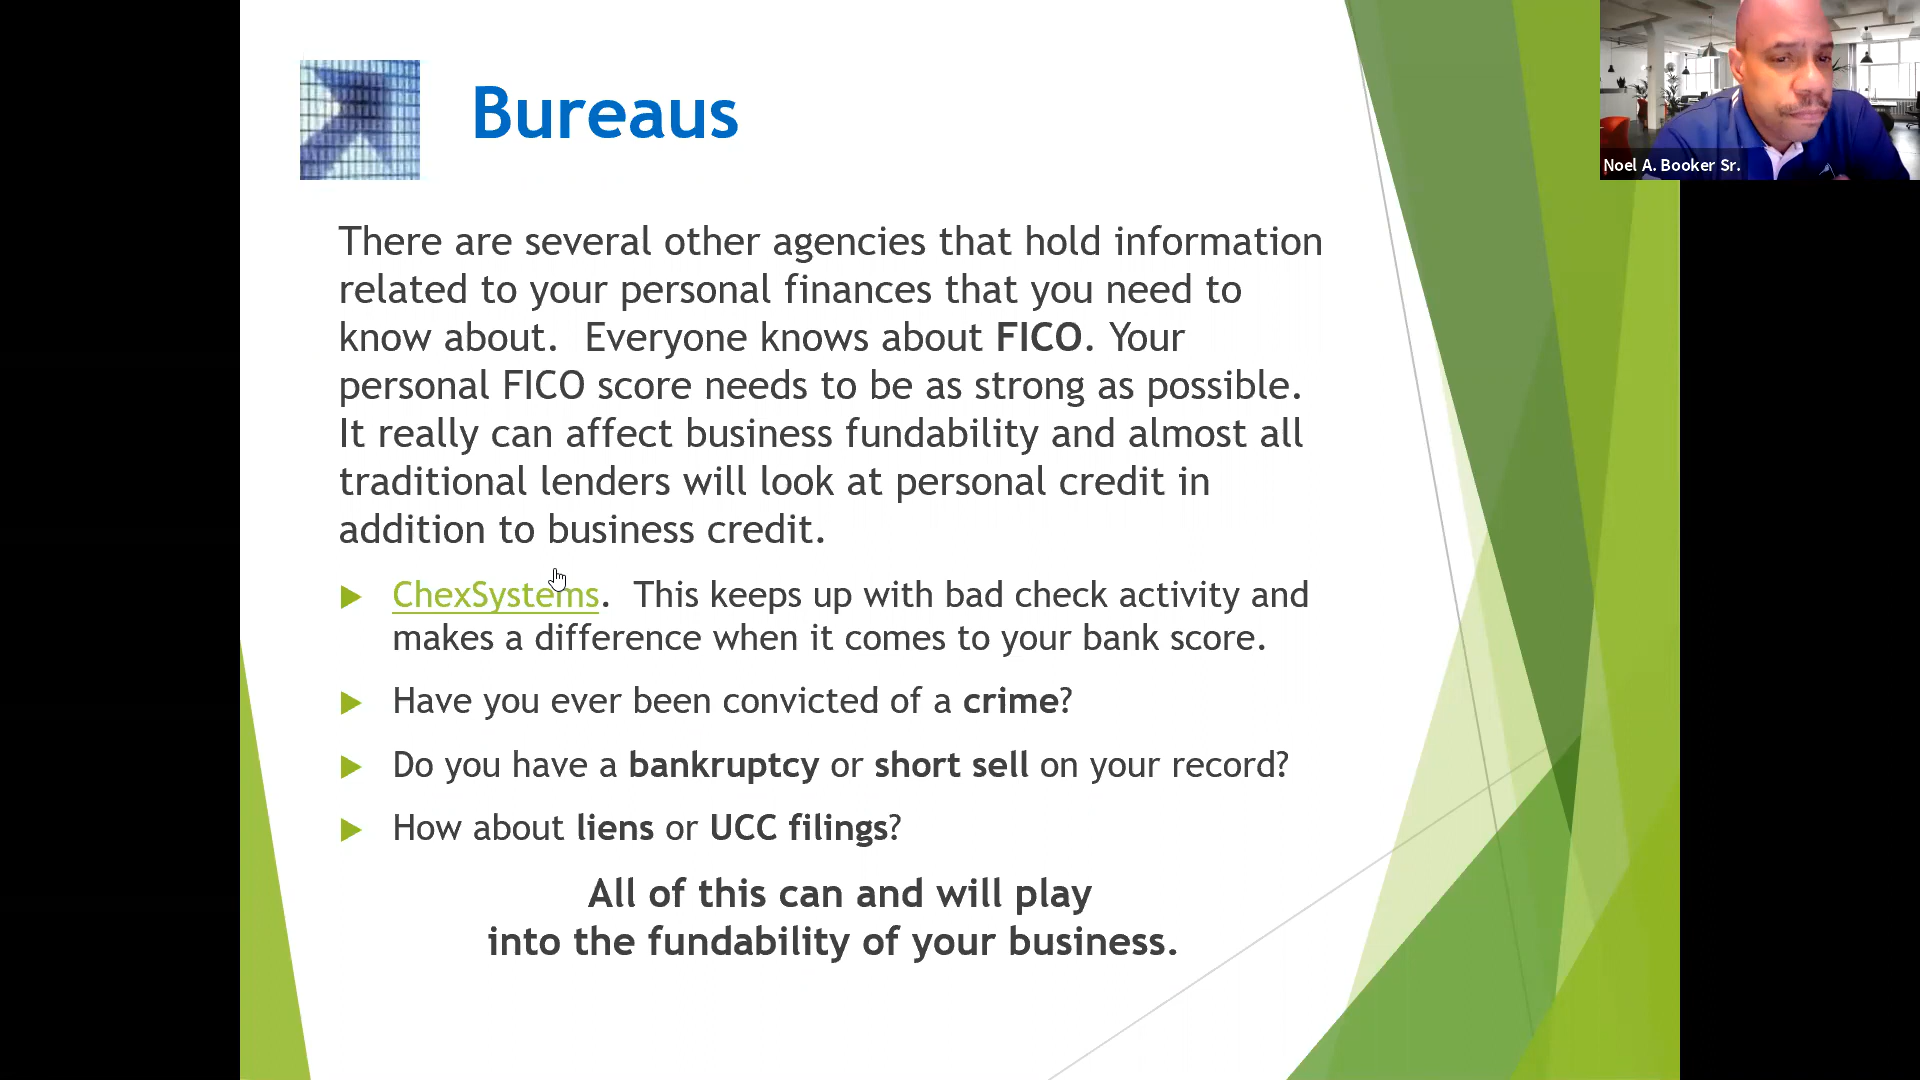 Bureaus
Noel A. Booker Sr.
There are several other agencies that hold information
related to your personal finances that you need to
know about.  Everyone knows about FICO. Your
personal FICO score needs to be as strong as possible.
It really can affect business fundability and almost all
traditional lenders will look at personal credit in
addition to business credit.
ChexSystems.  This keeps up with bad check activity and
makes a difference when it comes to your bank score.
Have you ever been convicted of a crime?
Do you have a bankruptcy or short sell on your record?
How about liens or UCC filings?
All of this can and will play
into the fundability of your business.